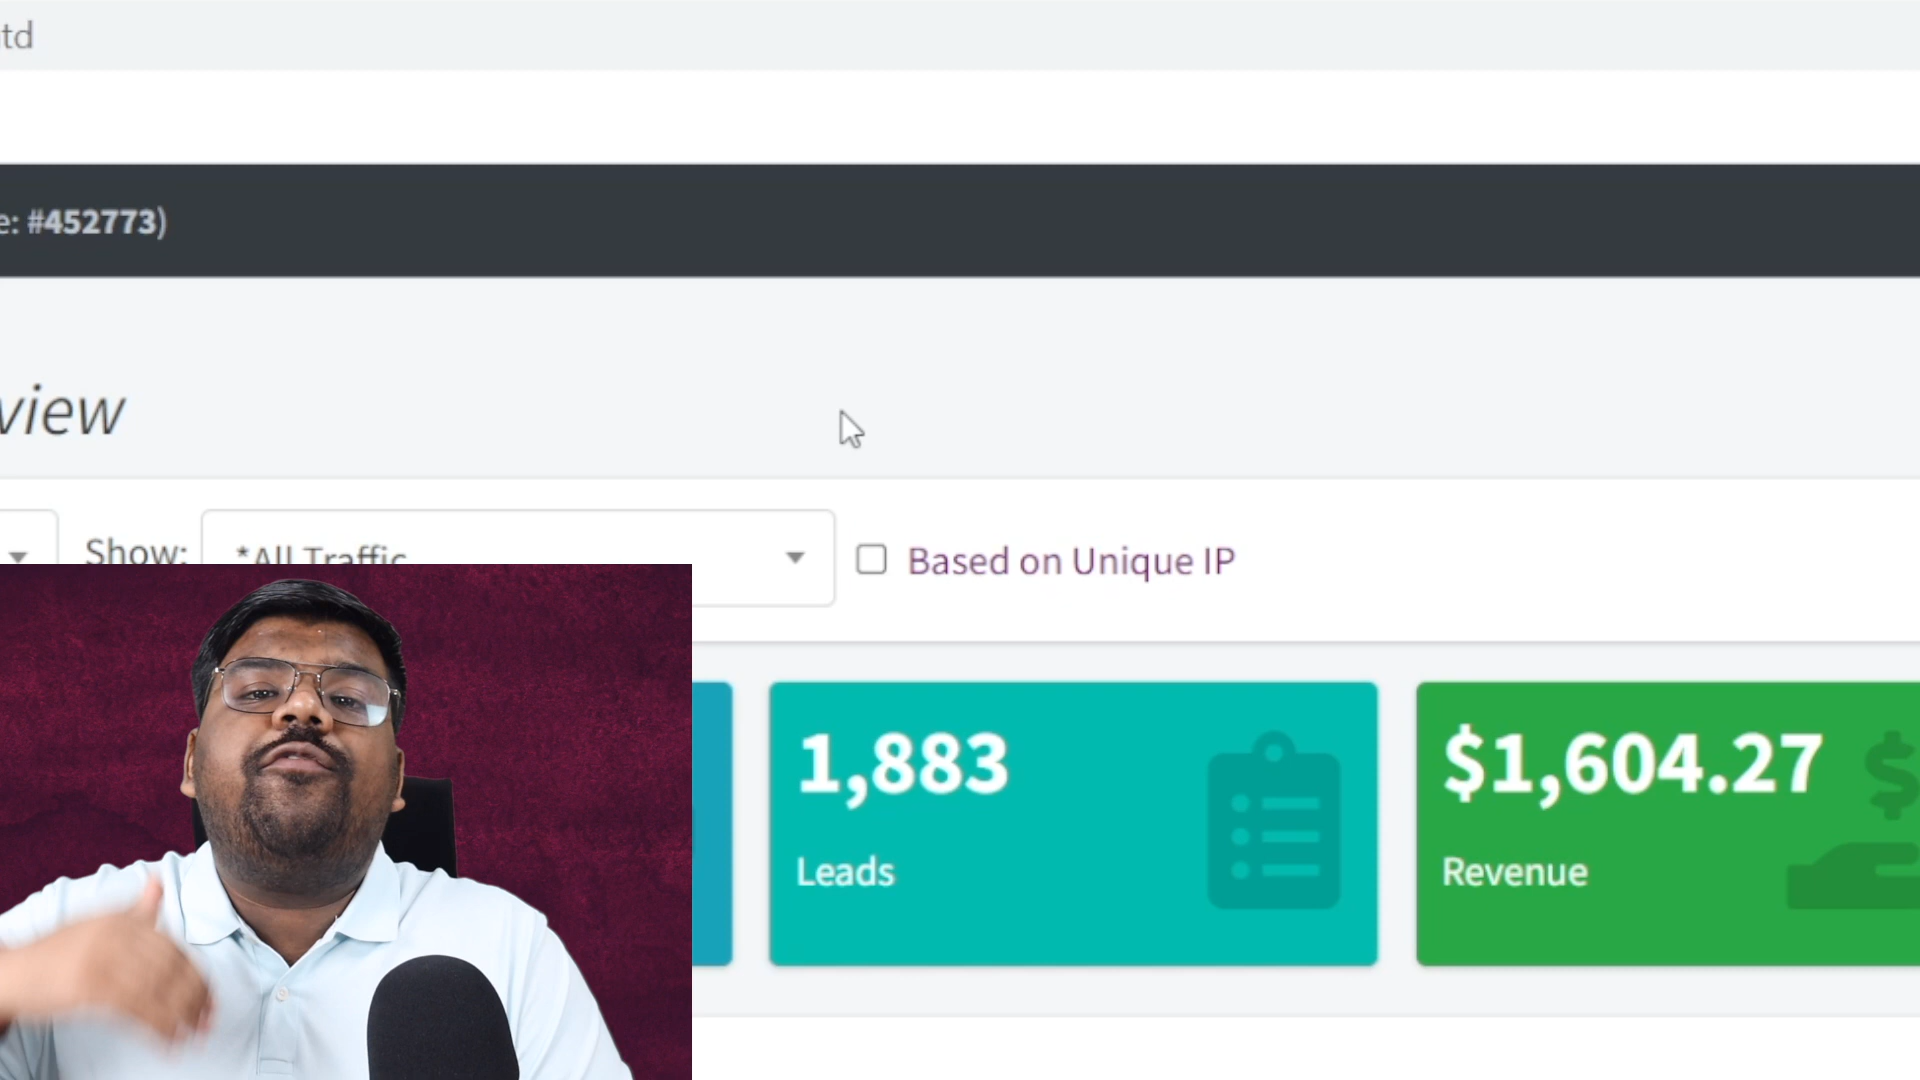 td
e: #452773)
view
Show: *All Traffic Based on Unique IP
1,883
Leads
$1,604.27
Revenue